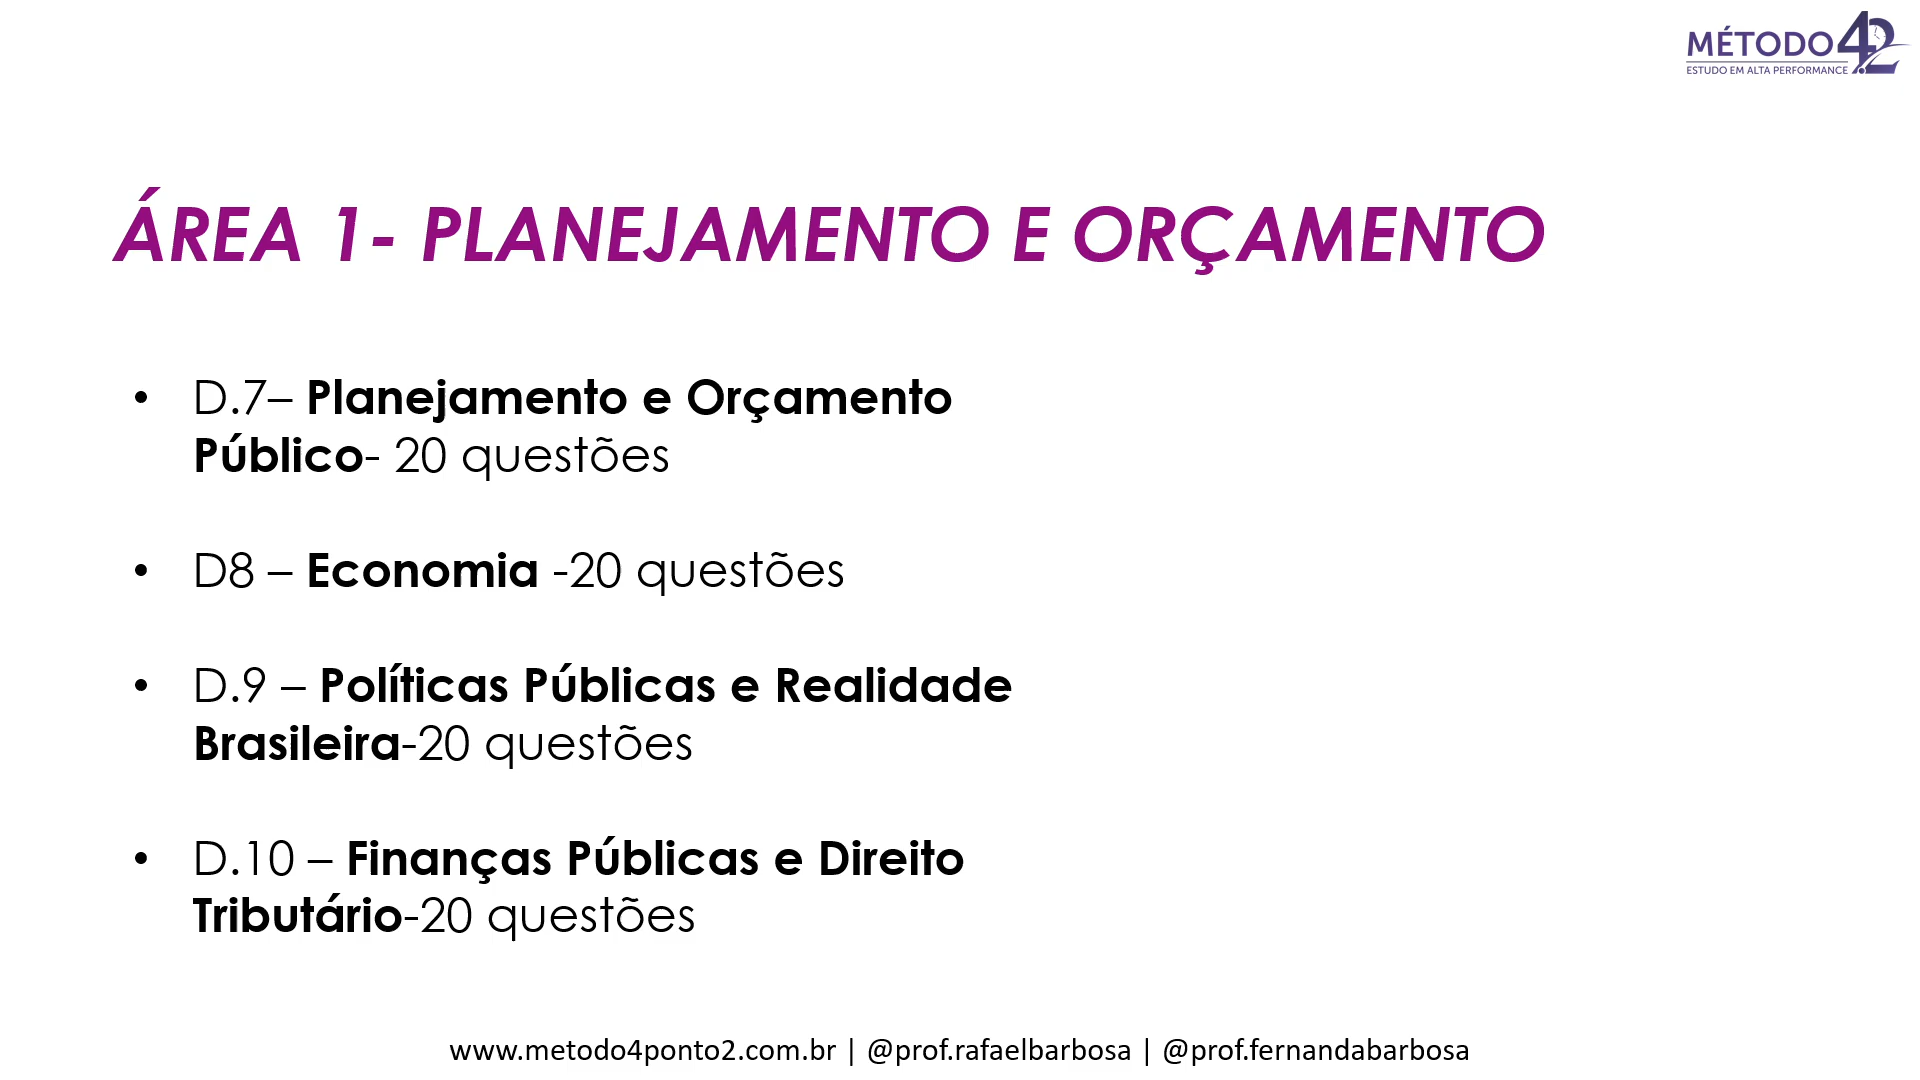 MÉTODO 4.2
ESTUDO EM ALTA PERFORMANCE
ÁREA 1- PLANEJAMENTO E ORÇAMENTO
• D.7– Planejamento e Orçamento
Público- 20 questões
• D8 – Economia -20 questões
• D.9 – Políticas Públicas e Realidade
Brasileira-20 questões
• D.10 – Finanças Públicas e Direito
Tributário-20 questões
www.metodo4ponto2.com.br | @prof.rafaelbarbosa | @prof.fernandabarbosa